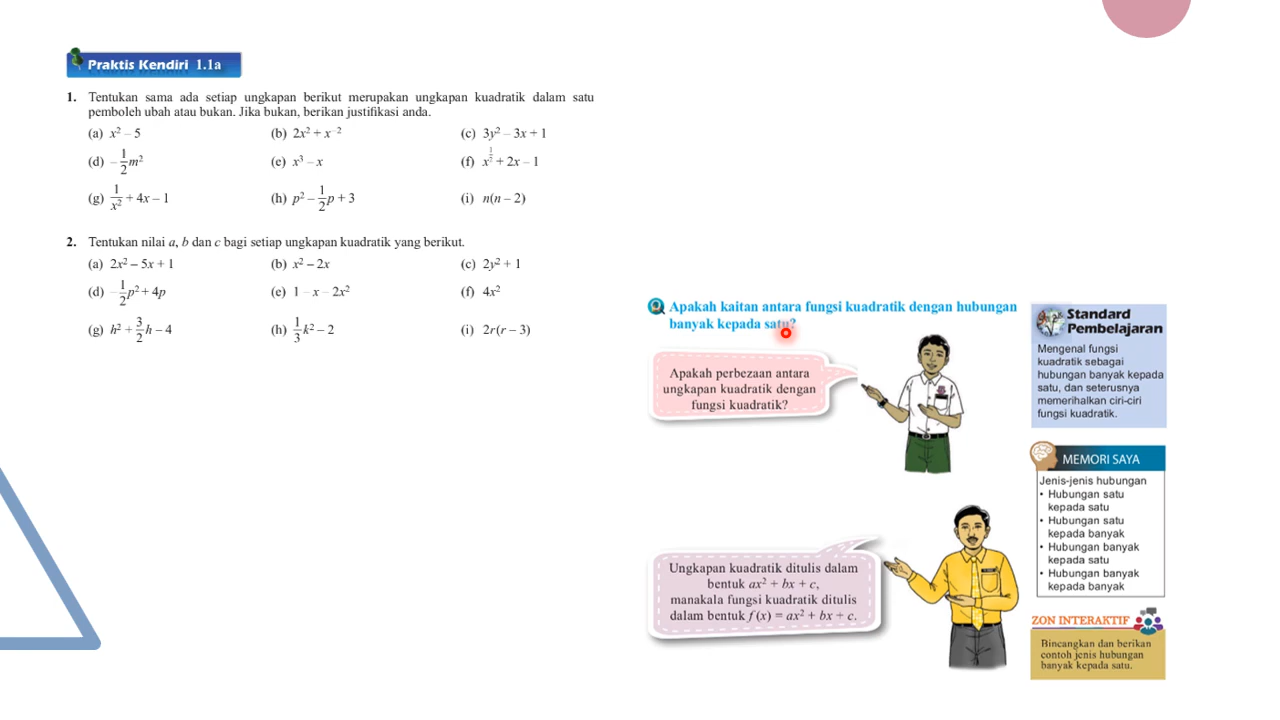 Praktis Kendiri 1.1a
1. Tentukan sama ada setiap ungkapan berikut merupakan ungkapan kuadratik dalam satu
pemboleh ubah atau bukan. Jika bukan, berikan justifikasi anda.
(a) x² – 5 (b) 2x² + x⁻² (c) 3y² – 3x + 1
(d) –1/2 m² (e) x³ – x (f) x^(1/2) + 2x – 1
(g) 1/x² + 4x – 1 (h) p² – 1/2 p + 3 (i) n(n – 2)
2. Tentukan nilai a, b dan c bagi setiap ungkapan kuadratik yang berikut.
(a) 2x² – 5x + 1 (b) x² – 2x (c) 2y² + 1
(d) –1/2 p² + 4p (e) 1 – x – 2x² (f) 4x²
(g) h² + 3/2 h – 4 (h) 1/3 k² – 2 (i) 2r(r – 3)
Apakah kaitan antara fungsi kuadratik dengan hubungan
banyak kepada satu?
Apakah perbezaan antara
ungkapan kuadratik dengan
fungsi kuadratik?
Ungkapan kuadratik ditulis dalam
bentuk ax² + bx + c,
manakala fungsi kuadratik ditulis
dalam bentuk f(x) = ax² + bx + c.
Standard
Pembelajaran
Mengenal fungsi
kuadratik sebagai
hubungan banyak kepada
satu, dan seterusnya
memerihalkan ciri-ciri
fungsi kuadratik.
MEMORI SAYA
Jenis-jenis hubungan
• Hubungan satu
kepada satu
• Hubungan satu
kepada banyak
• Hubungan banyak
kepada satu
• Hubungan banyak
kepada banyak
ZON INTERAKTIF
Bincangkan dan berikan
contoh jenis hubungan
banyak kepada satu.